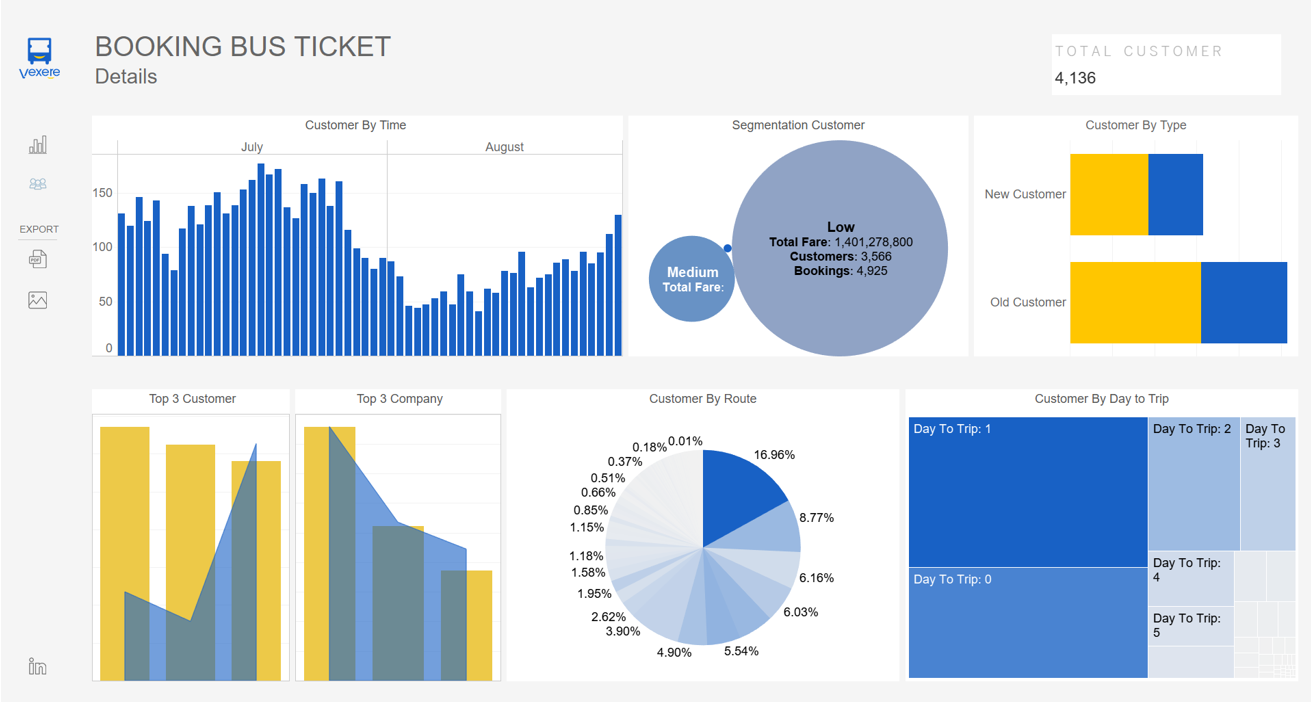 BOOKING BUS TICKET
Details
vexere
TOTAL CUSTOMER
4,136
EXPORT
PDF
Customer By Time
July
August
150
100
50
0
Segmentation Customer
Low
Total Fare: 1,401,278,800
Customers: 3,566
Bookings: 4,925
Medium
Total Fare:
Customer By Type
New Customer
Old Customer
Top 3 Customer
Top 3 Company
Customer By Route
0.01%
0.18%
0.37%
0.51%
0.66%
0.85%
1.15%
1.18%
1.58%
1.95%
2.62%
3.90%
4.90%
5.54%
6.03%
6.16%
8.77%
16.96%
Customer By Day to Trip
Day To Trip: 1
Day To Trip: 0
Day To Trip: 2
Day To
Trip: 3
Day To Trip:
4
Day To Trip:
5
in